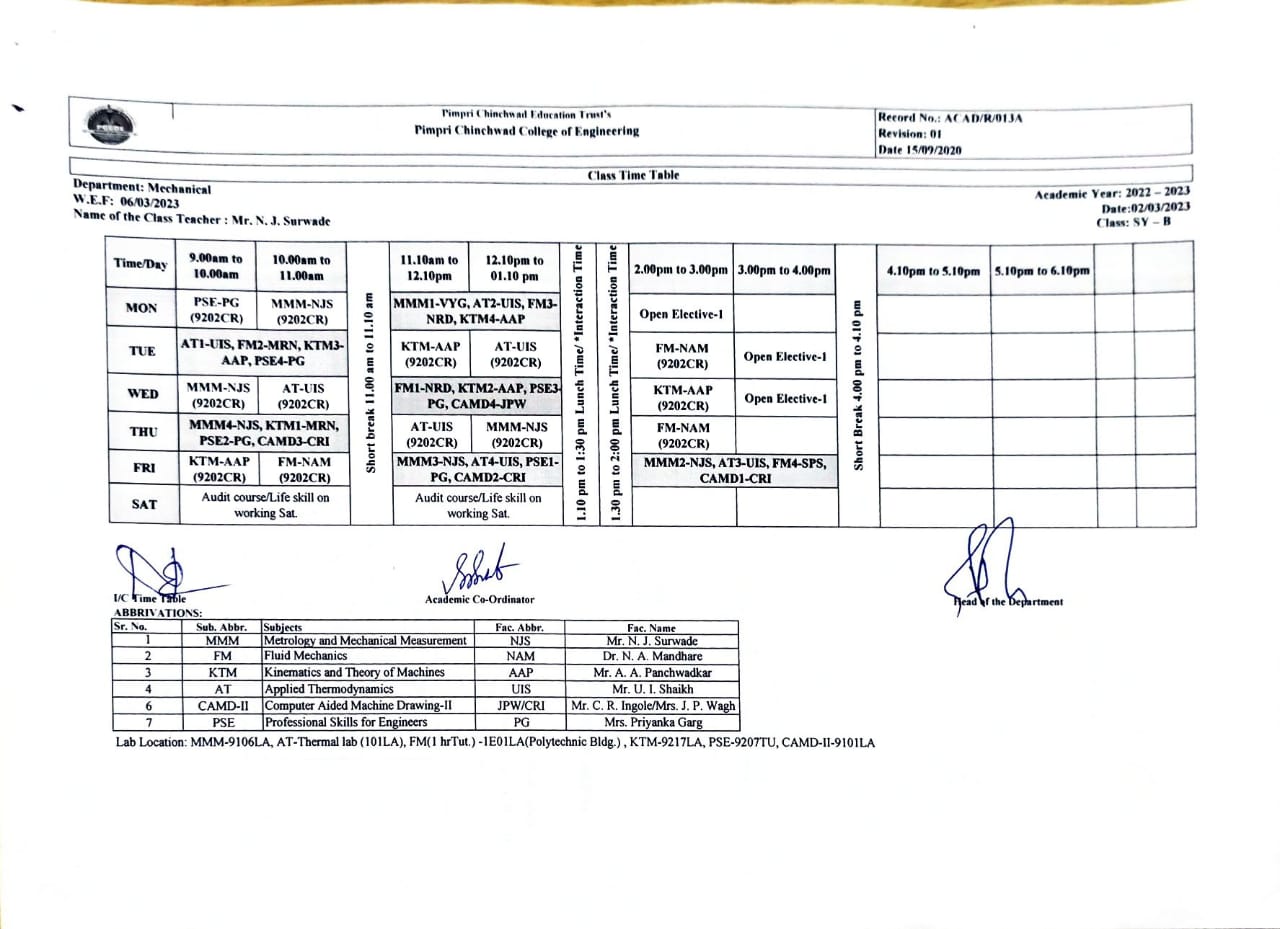 Pimpri Chinchwad Education Trust's
Pimpri Chinchwad College of Engineering
Record No.: ACAD/R/013A
Revision: 01
Date 15/09/2020
Class Time Table
Department: Mechanical
W.E.F: 06/03/2023
Name of the Class Teacher : Mr. N. J. Surwade
Academic Year: 2022 – 2023
Date:02/03/2023
Class: SY – B
Time/Day
9.00am to
10.00am
10.00am to
11.00am
Short break 11.00 am to 11.10 am
11.10am to
12.10pm
12.10pm to
01.10 pm
1.10 pm to 1:30 pm Lunch Time/ *Interaction Time
1.30 pm to 2:00 pm Lunch Time/ *Interaction Time
2.00pm to 3.00pm
3.00pm to 4.00pm
Short Break 4.00 pm to 4.10 pm
4.10pm to 5.10pm
5.10pm to 6.10pm
MON
PSE-PG
(9202CR)
MMM-NJS
(9202CR)
MMM1-VYG, AT2-UIS, FM3-
NRD, KTM4-AAP
Open Elective-1
TUE
AT1-UIS, FM2-MRN, KTM3-
AAP, PSE4-PG
KTM-AAP
(9202CR)
AT-UIS
(9202CR)
FM-NAM
(9202CR)
Open Elective-1
WED
MMM-NJS
(9202CR)
AT-UIS
(9202CR)
FM1-NRD, KTM2-AAP, PSE3-
PG, CAMD4-JPW
KTM-AAP
(9202CR)
Open Elective-1
THU
MMM4-NJS, KTM1-MRN,
PSE2-PG, CAMD3-CRI
AT-UIS
(9202CR)
MMM-NJS
(9202CR)
FM-NAM
(9202CR)
FRI
KTM-AAP
(9202CR)
FM-NAM
(9202CR)
MMM3-NJS, AT4-UIS, PSE1-
PG, CAMD2-CRI
MMM2-NJS, AT3-UIS, FM4-SPS,
CAMD1-CRI
SAT
Audit course/Life skill on
working Sat.
Audit course/Life skill on
working Sat.
I/C Time Table
Academic Co-Ordinator
Head of the Department
ABBRIVATIONS:
Sr. No. Sub. Abbr. Subjects Fac. Abbr. Fac. Name
1 MMM Metrology and Mechanical Measurement NJS Mr. N. J. Surwade
2 FM Fluid Mechanics NAM Dr. N. A. Mandhare
3 KTM Kinematics and Theory of Machines AAP Mr. A. A. Panchwadkar
4 AT Applied Thermodynamics UIS Mr. U. I. Shaikh
6 CAMD-II Computer Aided Machine Drawing-II JPW/CRI Mr. C. R. Ingole/Mrs. J. P. Wagh
7 PSE Professional Skills for Engineers PG Mrs. Priyanka Garg
Lab Location: MMM-9106LA, AT-Thermal lab (101LA), FM(1 hrTut.) -1E01LA(Polytechnic Bldg.) , KTM-9217LA, PSE-9207TU, CAMD-II-9101LA